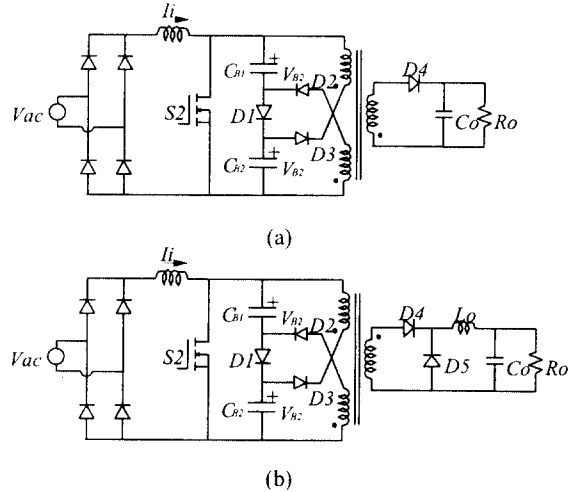 Ii
CB1 + VB2 D2
Vac S2 D1 D4 Co Ro
CB2 + VB2 D3
(a)
Ii
CB1 + VB2 D2
Vac S2 D1 D4 Lo D5 Co Ro
CB2 + VB2 D3
(b)